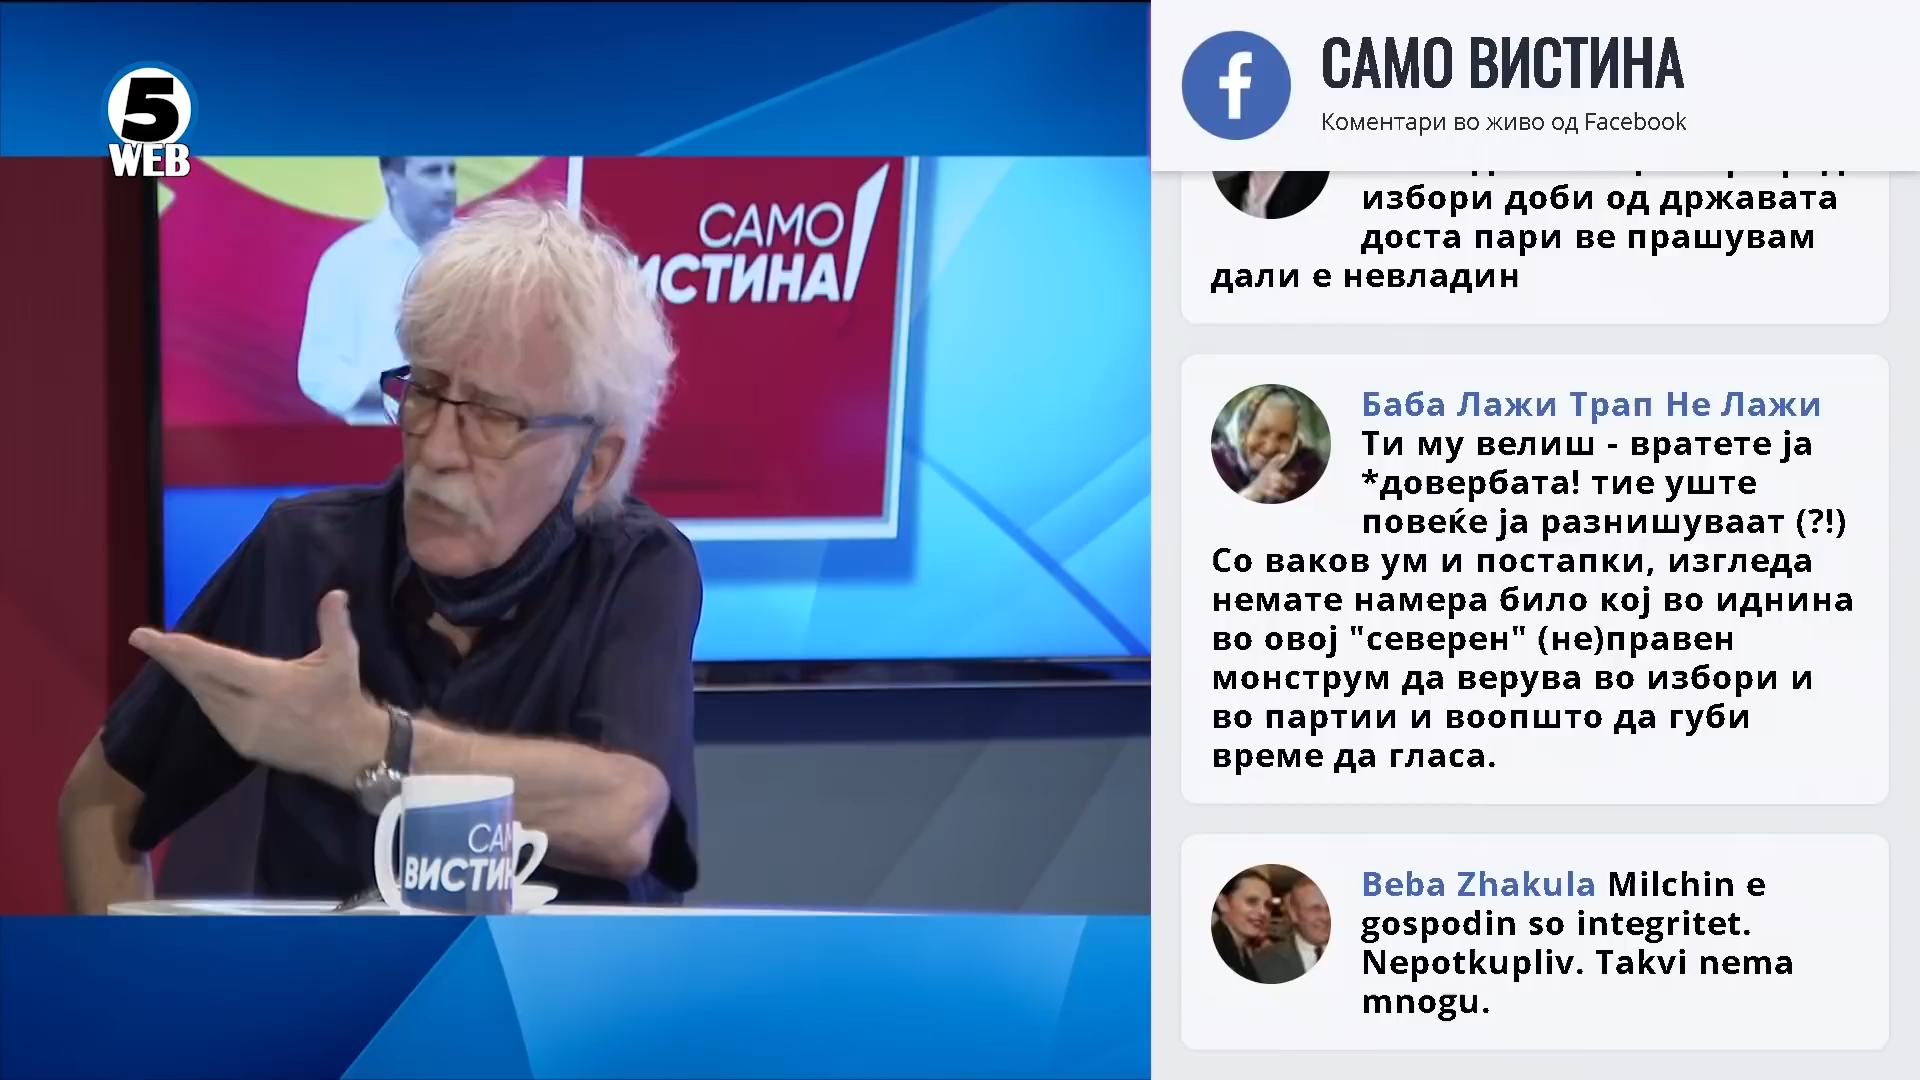 5
WEB
САМО
ИСТИНА!
САМ
ВИСТИН
САМО ВИСТИНА
Коментари во живо од Facebook
избори доби од државата
доста пари ве прашувам
дали е невладин
Баба Лажи Трап Не Лажи
Ти му велиш - вратете ја
*довербата! тие уште
повеќе ја разнишуваат (?!)
Со ваков ум и постапки, изгледа
немате намера било кој во иднина
во овој "северен" (не)правен
монструм да верува во избори и
во партии и воопшто да губи
време да гласа.
Beba Zhakula Milchin e
gospodin so integritet.
Nepotkupliv. Takvi nema
mnogu.